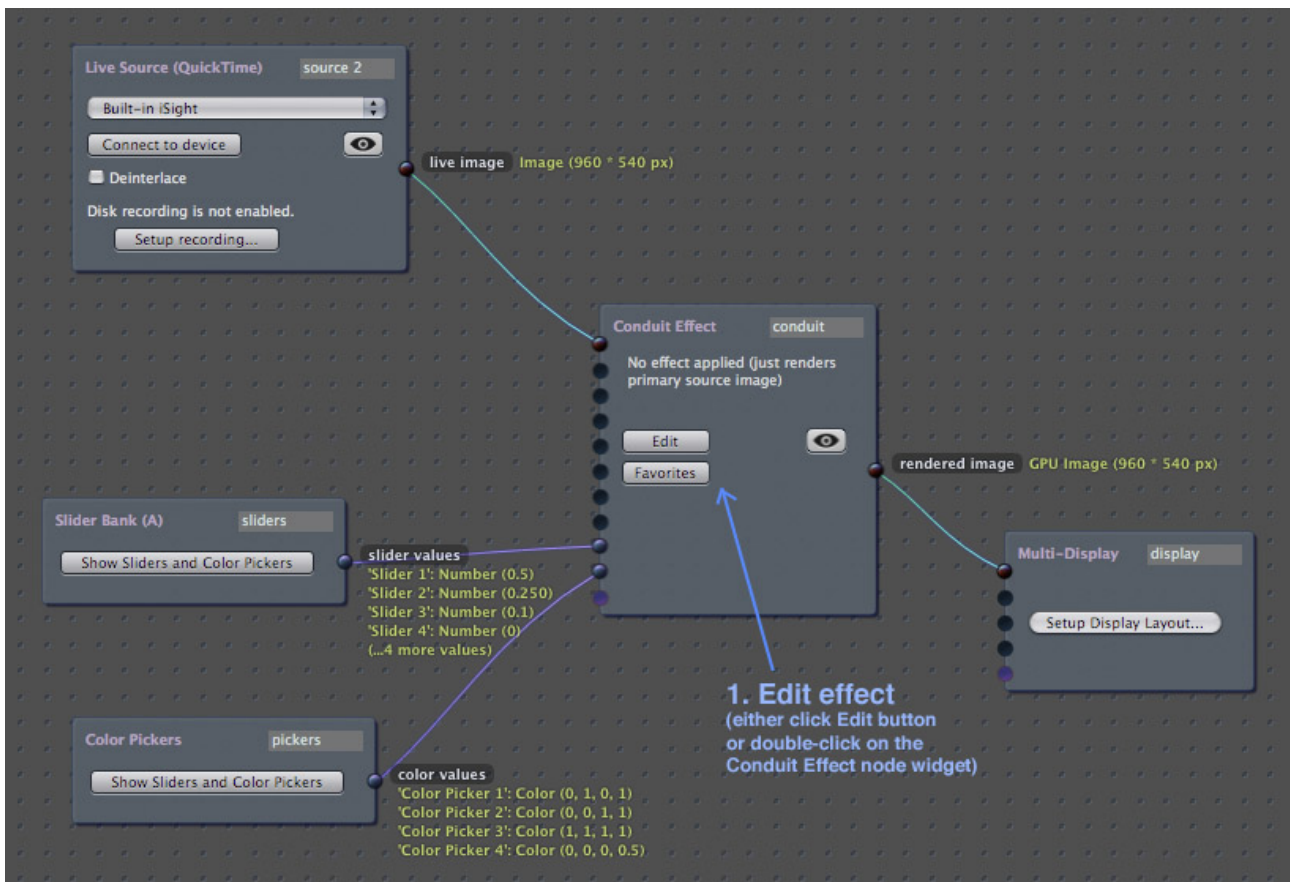 Live Source (QuickTime) source 2
Built-in iSight
Connect to device
Deinterlace
Disk recording is not enabled.
Setup recording...
live image Image (960 * 540 px)
Conduit Effect conduit
No effect applied (just renders
primary source image)
Edit
Favorites
rendered image GPU Image (960 * 540 px)
Slider Bank (A) sliders
Show Sliders and Color Pickers
slider values
'Slider 1': Number (0.5)
'Slider 2': Number (0.250)
'Slider 3': Number (0.1)
'Slider 4': Number (0)
(...4 more values)
Multi-Display display
Setup Display Layout...
1. Edit effect
(either click Edit button
or double-click on the
Conduit Effect node widget)
Color Pickers pickers
Show Sliders and Color Pickers
color values
'Color Picker 1': Color (0, 1, 0, 1)
'Color Picker 2': Color (0, 0, 1, 1)
'Color Picker 3': Color (1, 1, 1, 1)
'Color Picker 4': Color (0, 0, 0, 0.5)